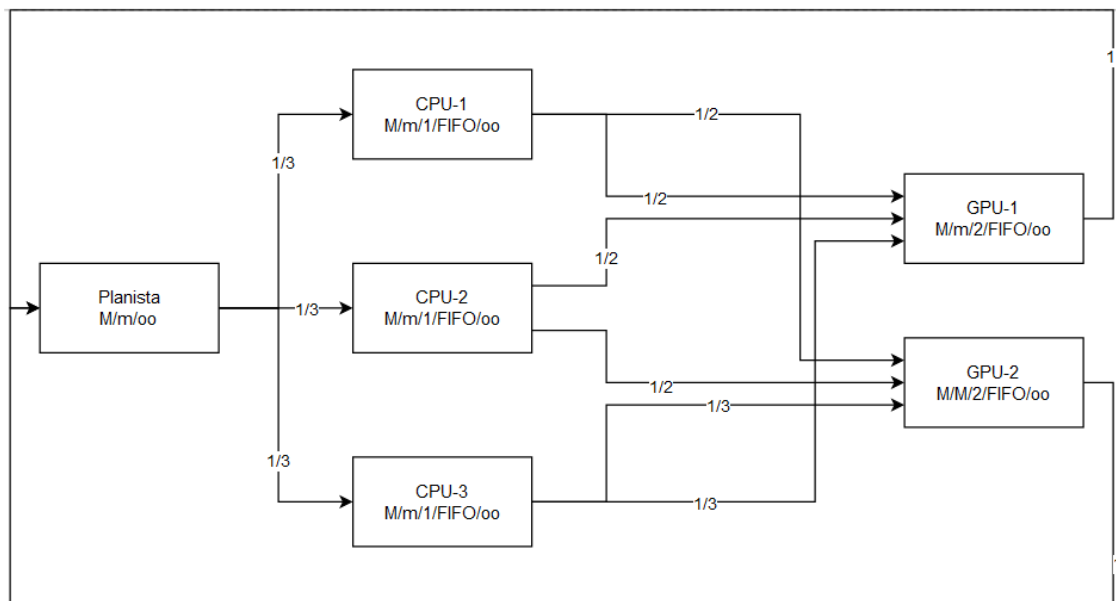 1
CPU-1
M/m/1/FIFO/oo
1/2
1/3
1/2
GPU-1
M/m/2/FIFO/oo
1/2
Planista
M/m/oo
1/3
CPU-2
M/m/1/FIFO/oo
1/2
GPU-2
M/M/2/FIFO/oo
1/3
1/3
CPU-3
M/m/1/FIFO/oo
1/3